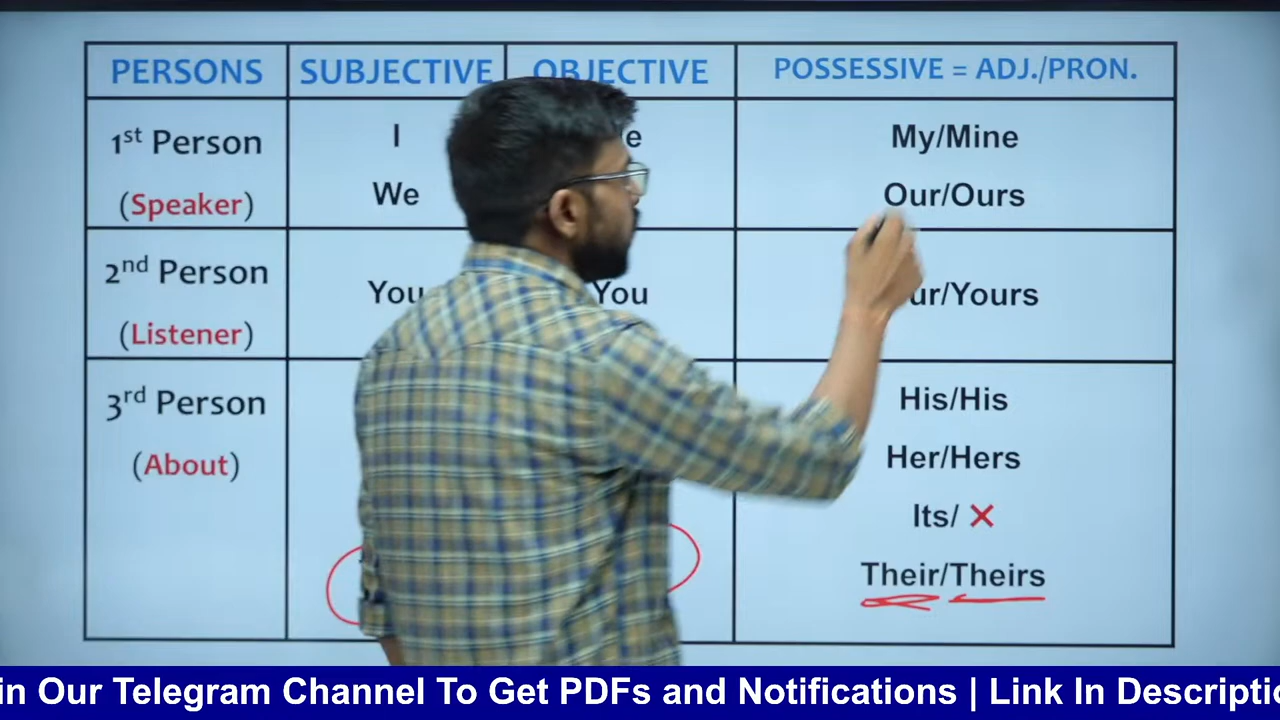 PERSONS SUBJECTIVE OBJECTIVE POSSESSIVE = ADJ./PRON.
1st Person I My/Mine
(Speaker) We Our/Ours
2nd Person You You /Yours
(Listener)
3rd Person His/His
(About) Her/Hers
Its/ ✕
Their/Theirs
in Our Telegram Channel To Get PDFs and Notifications | Link In Descriptio